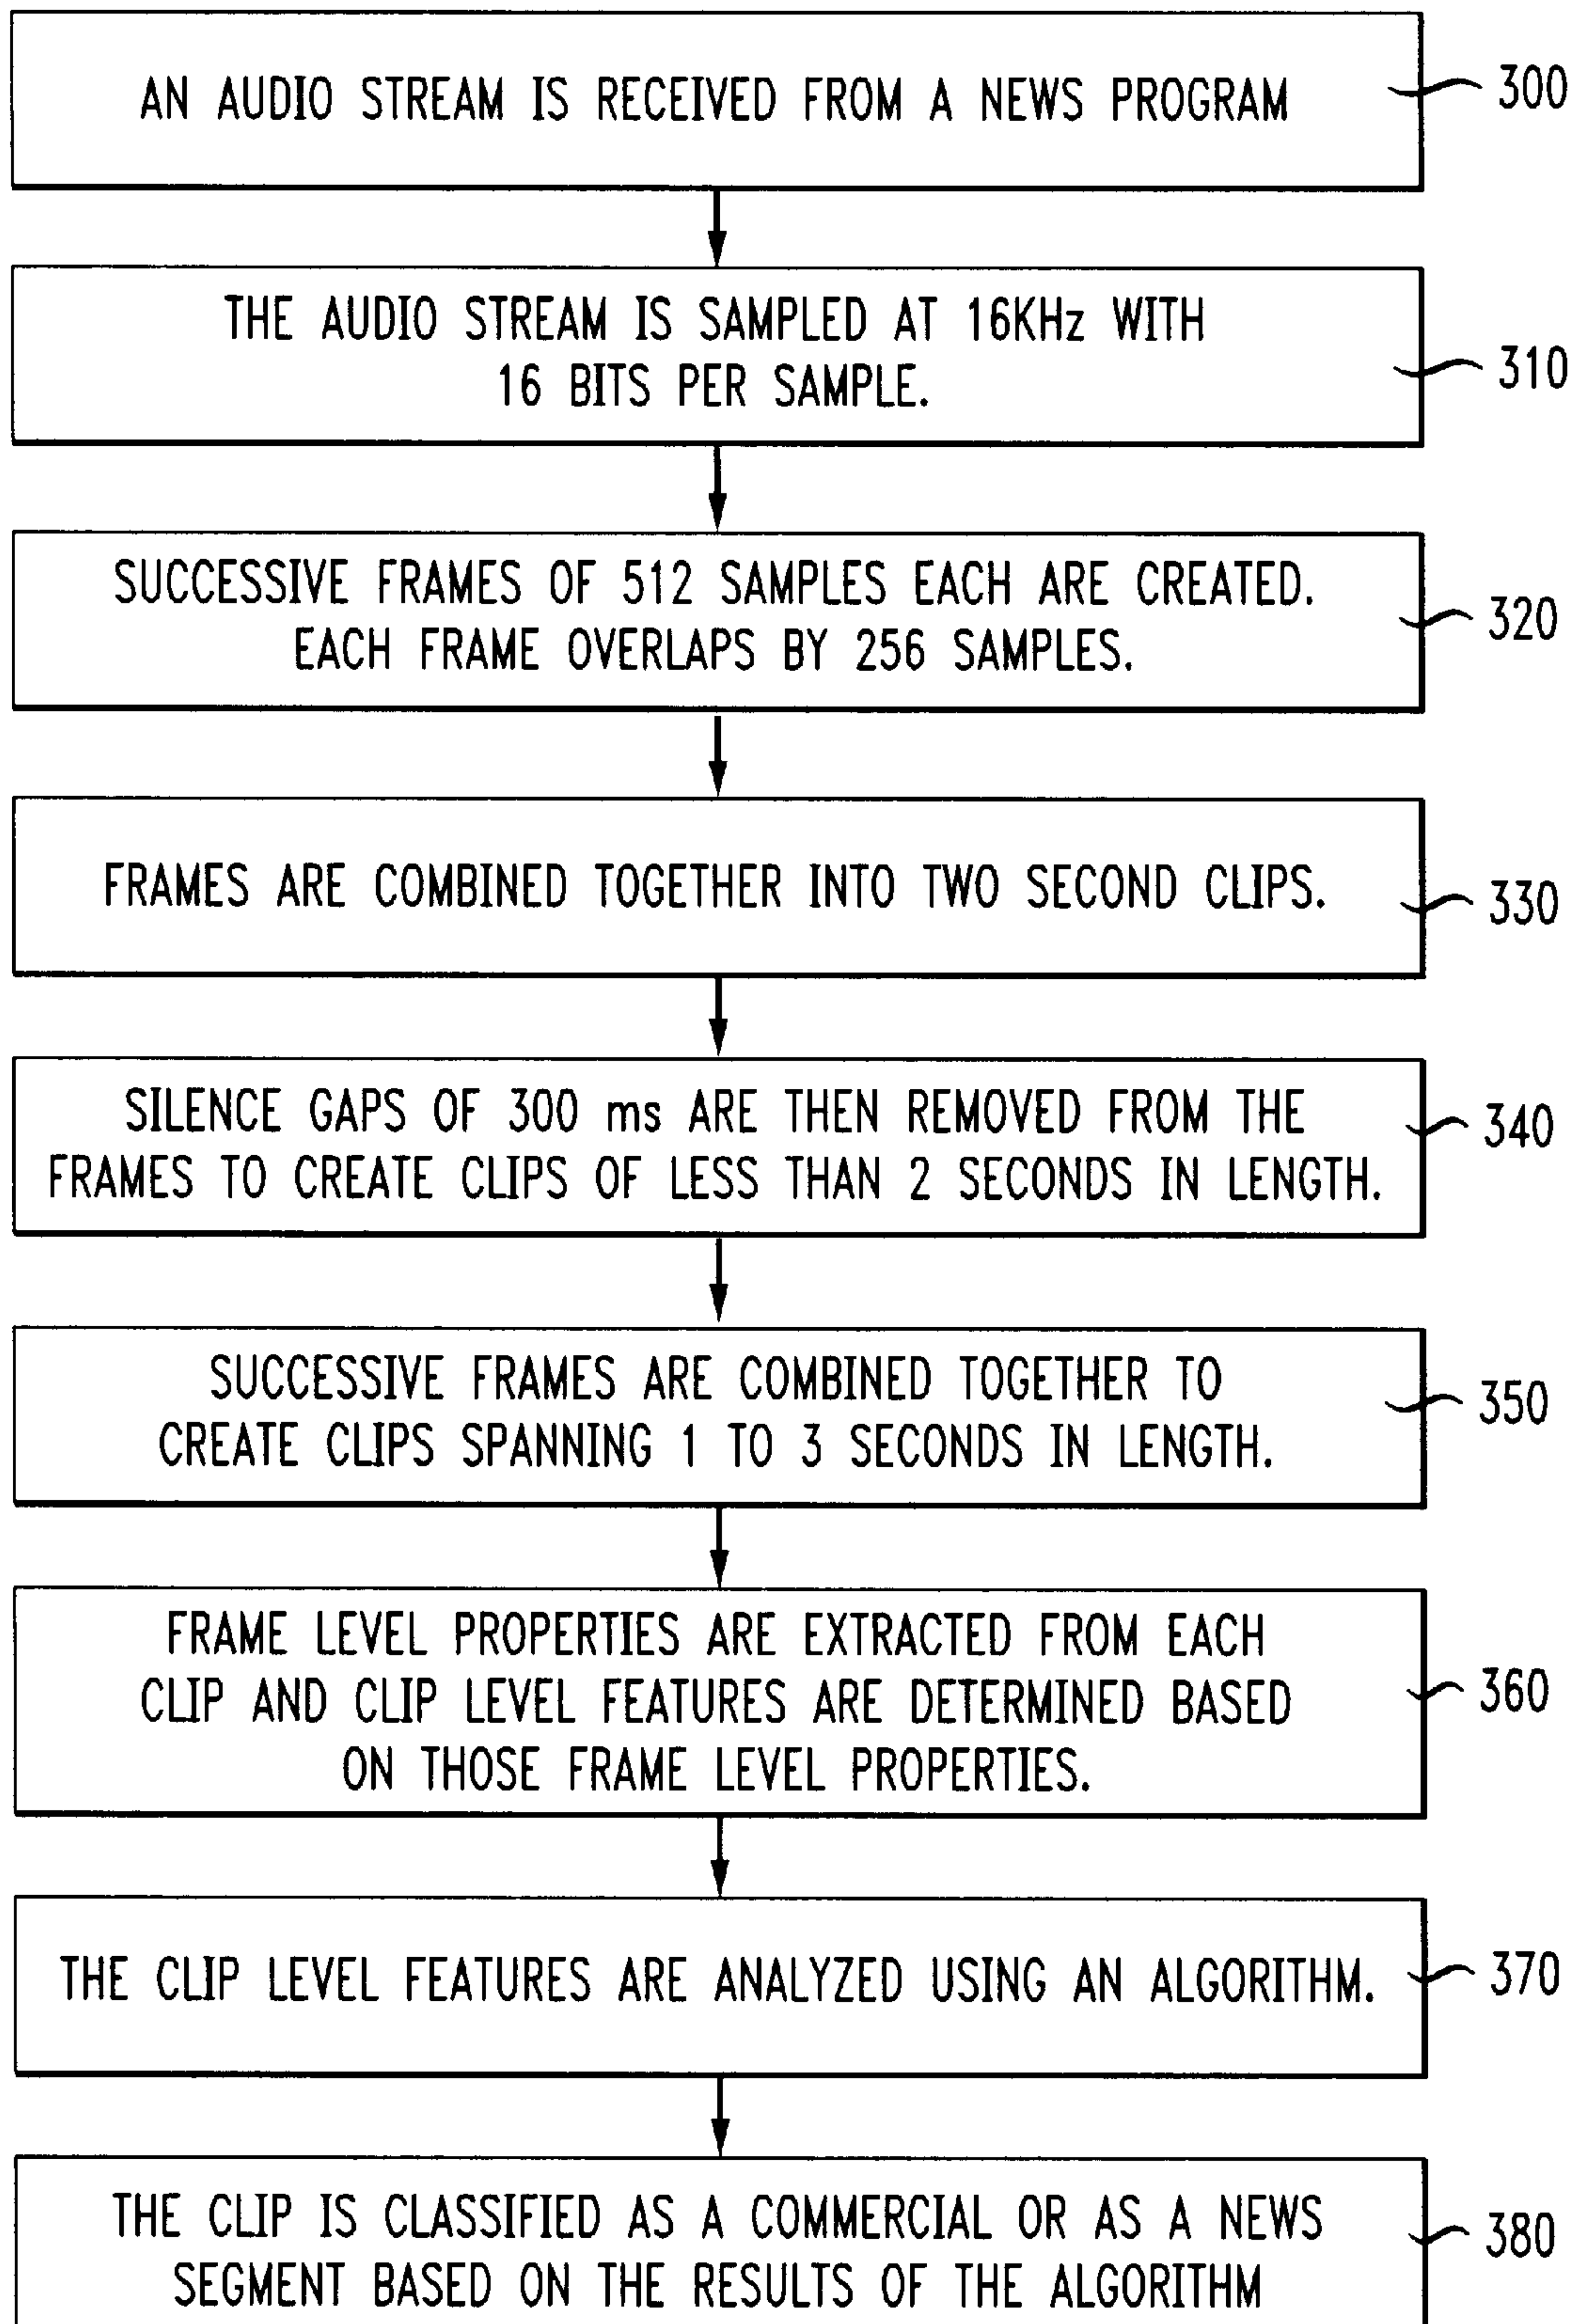 AN AUDIO STREAM IS RECEIVED FROM A NEWS PROGRAM
300
THE AUDIO STREAM IS SAMPLED AT 16KHz WITH
16 BITS PER SAMPLE.
310
SUCCESSIVE FRAMES OF 512 SAMPLES EACH ARE CREATED.
EACH FRAME OVERLAPS BY 256 SAMPLES.
320
FRAMES ARE COMBINED TOGETHER INTO TWO SECOND CLIPS.
330
SILENCE GAPS OF 300 ms ARE THEN REMOVED FROM THE
FRAMES TO CREATE CLIPS OF LESS THAN 2 SECONDS IN LENGTH.
340
SUCCESSIVE FRAMES ARE COMBINED TOGETHER TO
CREATE CLIPS SPANNING 1 TO 3 SECONDS IN LENGTH.
350
FRAME LEVEL PROPERTIES ARE EXTRACTED FROM EACH
CLIP AND CLIP LEVEL FEATURES ARE DETERMINED BASED
ON THOSE FRAME LEVEL PROPERTIES.
360
THE CLIP LEVEL FEATURES ARE ANALYZED USING AN ALGORITHM.
370
THE CLIP IS CLASSIFIED AS A COMMERCIAL OR AS A NEWS
SEGMENT BASED ON THE RESULTS OF THE ALGORITHM
380